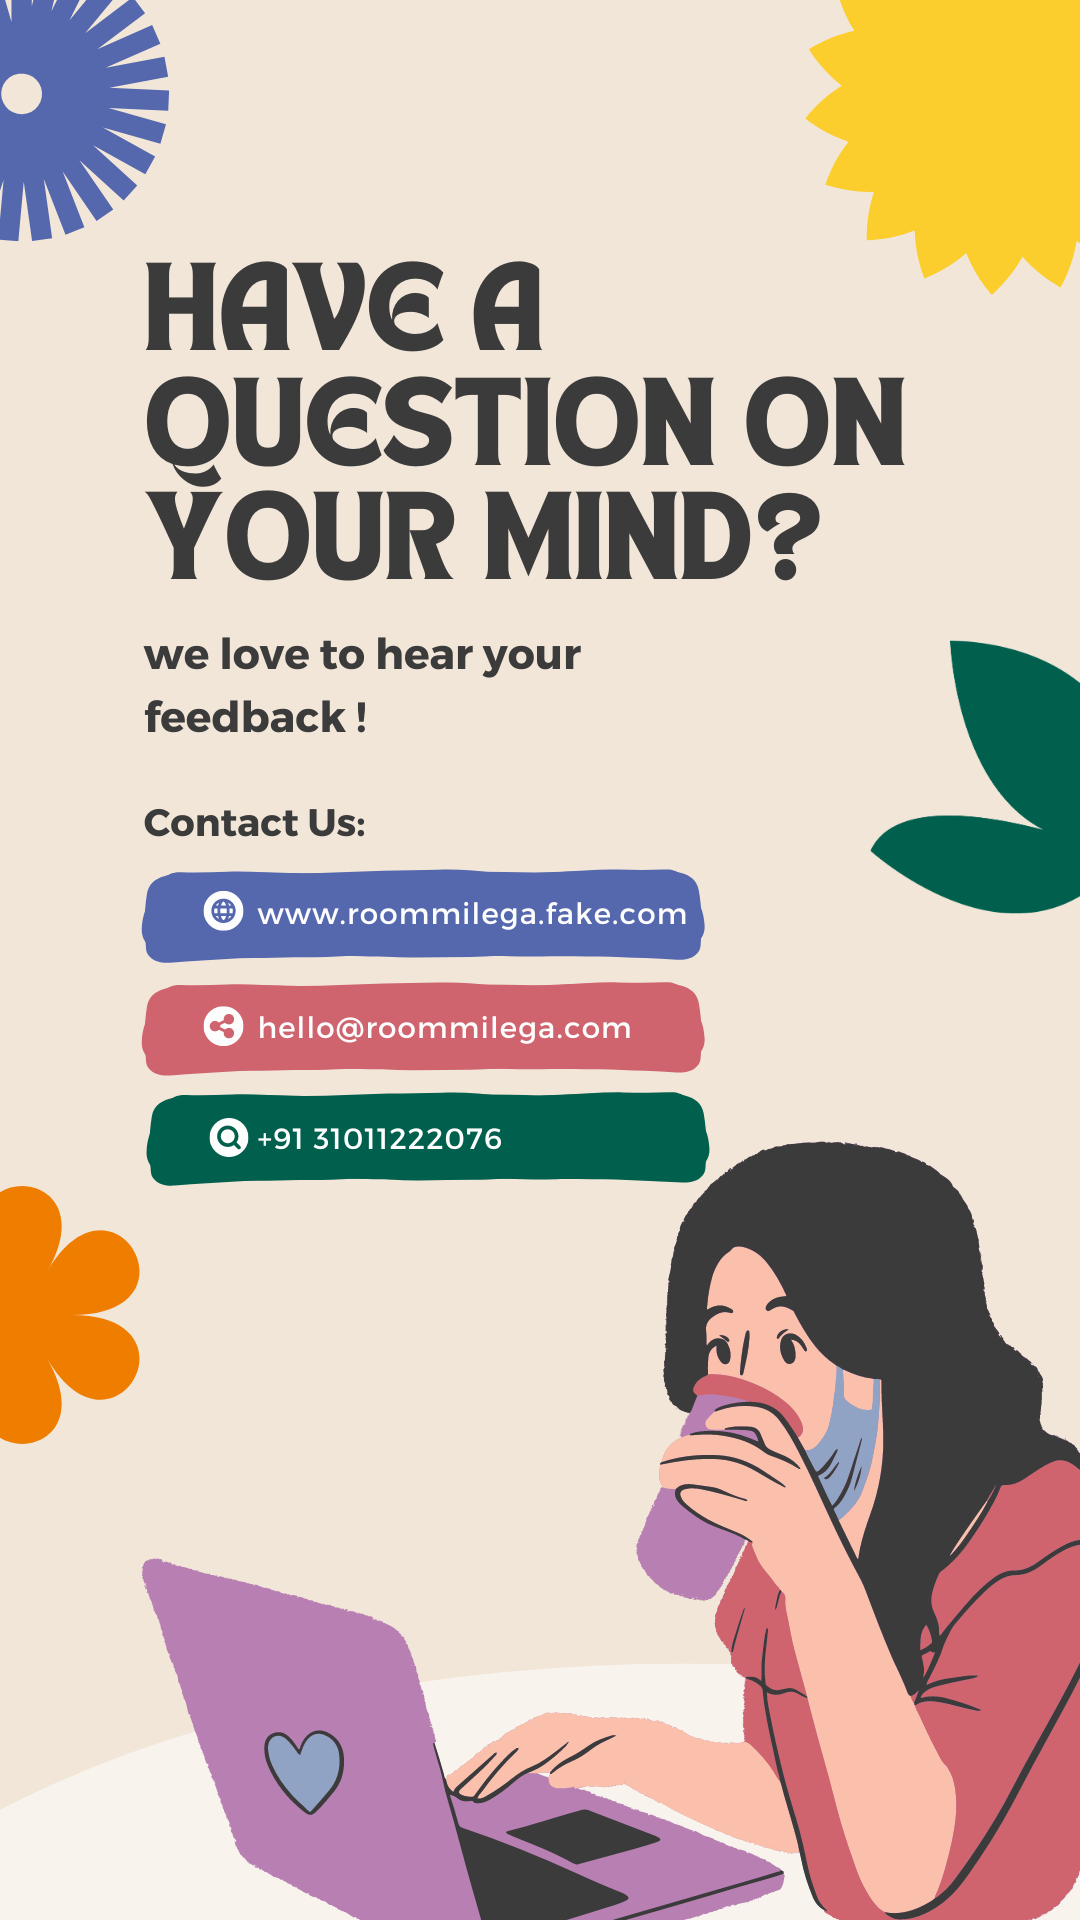 HAVE A
QUESTION ON
YOUR MIND?
we love to hear your
feedback !
Contact Us:
www.roommilega.fake.com
hello@roommilega.com
+91 31011222076